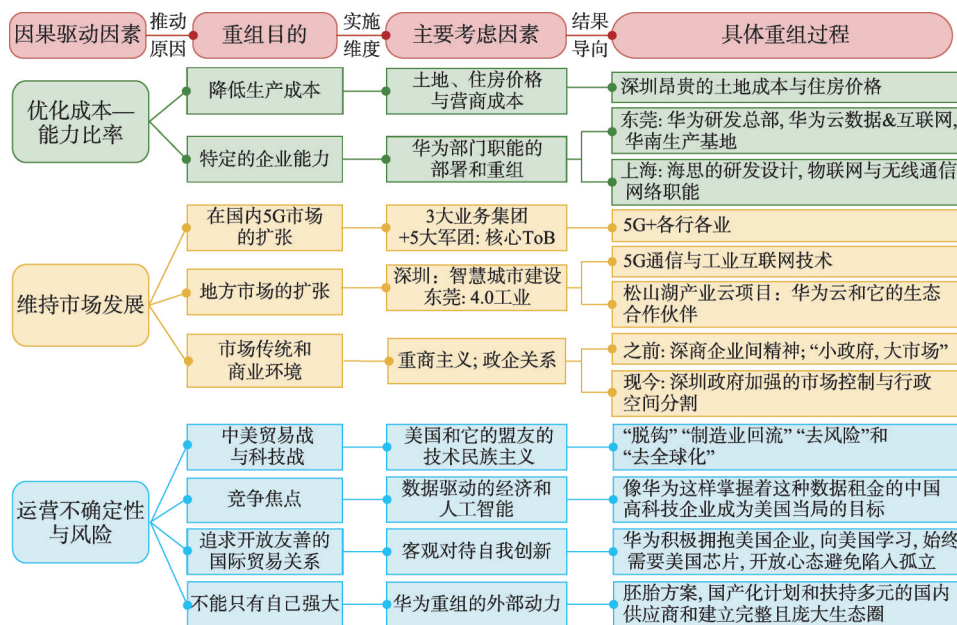 因果驱动因素
推动
原因
重组目的
实施
维度
主要考虑因素
结果
导向
具体重组过程
优化成本—
能力比率
降低生产成本
土地、住房价格
与营商成本
深圳昂贵的土地成本与住房价格
特定的企业能力
华为部门职能的
部署和重组
东莞: 华为研发总部, 华为云数据&互联网,
华南生产基地
上海: 海思的研发设计, 物联网与无线通信
网络职能
维持市场发展
在国内5G市场
的扩张
3大业务集团
+5大军团: 核心ToB
5G+各行各业
地方市场的扩张
深圳：智慧城市建设
东莞: 4.0工业
5G通信与工业互联网技术
松山湖产业云项目：华为云和它的生态
合作伙伴
市场传统和
商业环境
重商主义; 政企关系
之前: 深商企业间精神; “小政府, 大市场”
现今: 深圳政府加强的市场控制与行政
空间分割
运营不确定性
与风险
中美贸易战
与科技战
美国和它的盟友的
技术民族主义
“脱钩” “制造业回流” “去风险”和
“去全球化”
竞争焦点
数据驱动的经济和
人工智能
像华为这样掌握着这种数据租金的中国
高科技企业成为美国当局的目标
追求开放友善的
国际贸易关系
客观对待自我创新
华为积极拥抱美国企业, 向美国学习, 始终
需要美国芯片, 开放心态避免陷入孤立
不能只有自己强大
华为重组的外部动力
胚胎方案, 国产化计划和扶持多元的国内
供应商和建立完整且庞大生态圈